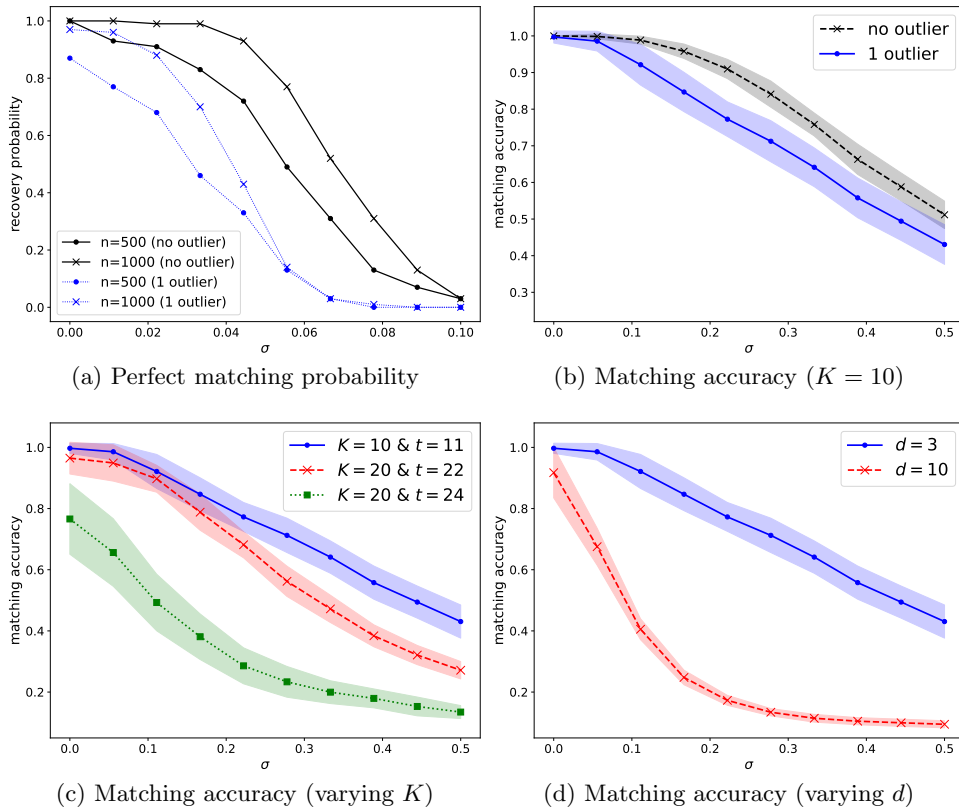 1.0
0.8
0.6
0.4
0.2
0.0
recovery probability
n=500 (no outlier)
n=1000 (no outlier)
n=500 (1 outlier)
n=1000 (1 outlier)
0.00 0.02 0.04 0.06 0.08 0.10
σ
(a) Perfect matching probability
1.0
0.9
0.8
0.7
0.6
0.5
0.4
0.3
matching accuracy
no outlier
1 outlier
0.0 0.1 0.2 0.3 0.4 0.5
σ
(b) Matching accuracy (K = 10)
1.0
0.8
0.6
0.4
0.2
matching accuracy
K = 10 & t = 11
K = 20 & t = 22
K = 20 & t = 24
0.0 0.1 0.2 0.3 0.4 0.5
σ
(c) Matching accuracy (varying K)
1.0
0.8
0.6
0.4
0.2
matching accuracy
d = 3
d = 10
0.0 0.1 0.2 0.3 0.4 0.5
σ
(d) Matching accuracy (varying d)